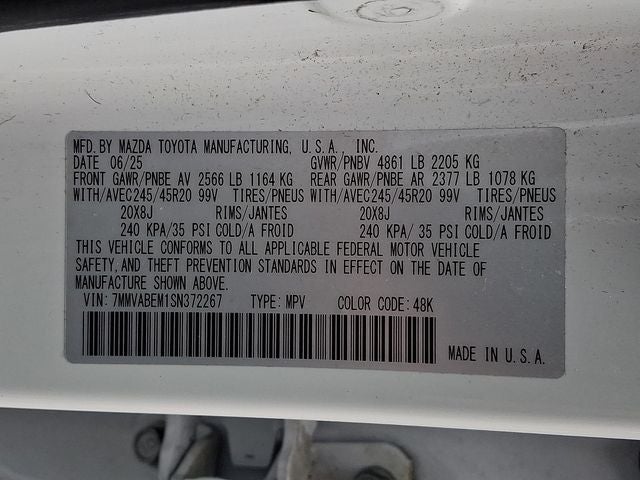 MFD. BY MAZDA TOYOTA MANUFACTURING, U.S.A., INC.
DATE 06/25 GVWR/PNBV 4861 LB 2205 KG
FRONT GAWR/PNBE AV 2566 LB 1164 KG REAR GAWR/PNBE AR 2377 LB 1078 KG
WITH/AVEC245/45R20 99V TIRES/PNEUS WITH/AVEC245/45R20 99V TIRES/PNEUS
20X8J RIMS/JANTES 20X8J RIMS/JANTES
240 KPA/35 PSI COLD/A FROID 240 KPA/ 35 PSI COLD/A FROID
THIS VEHICLE CONFORMS TO ALL APPLICABLE FEDERAL MOTOR VEHICLE
SAFETY, AND THEFT PREVENTION STANDARDS IN EFFECT ON THE DATE OF
MANUFACTURE SHOWN ABOVE.
VIN: 7MMVABEM1SN372267 TYPE: MPV COLOR CODE: 48K
MADE IN U.S.A.